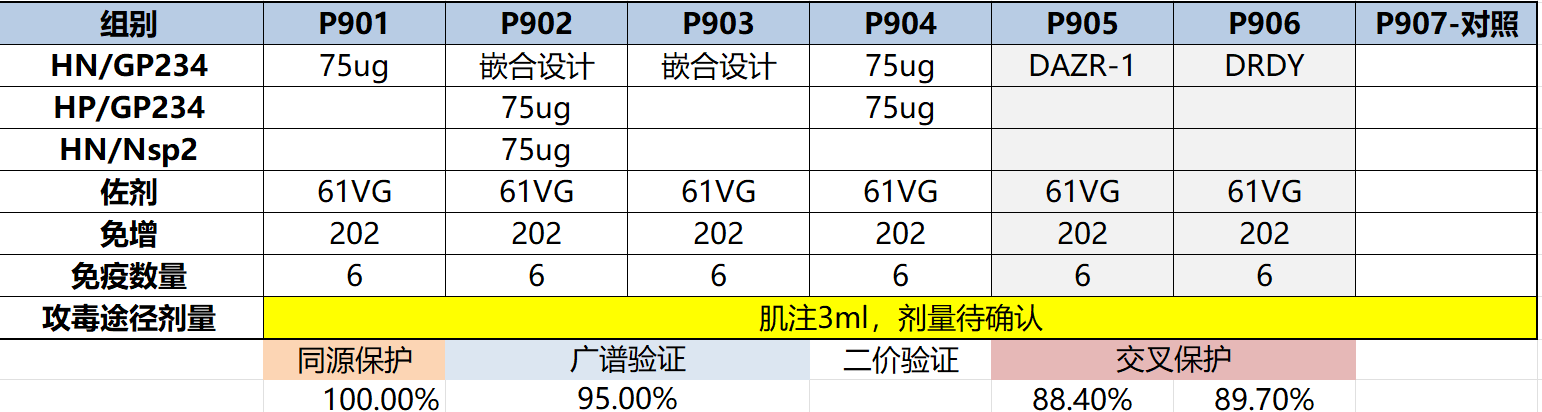 组别 P901 P902 P903 P904 P905 P906 P907-对照
HN/GP234 75ug 嵌合设计 嵌合设计 75ug DAZR-1 DRDY
HP/GP234 75ug 75ug
HN/Nsp2 75ug
佐剂 61VG 61VG 61VG 61VG 61VG 61VG
免增 202 202 202 202 202 202
免疫数量 6 6 6 6 6 6
攻毒途径剂量 肌注3ml，剂量待确认
同源保护 广谱验证 二价验证 交叉保护
100.00% 95.00% 88.40% 89.70%